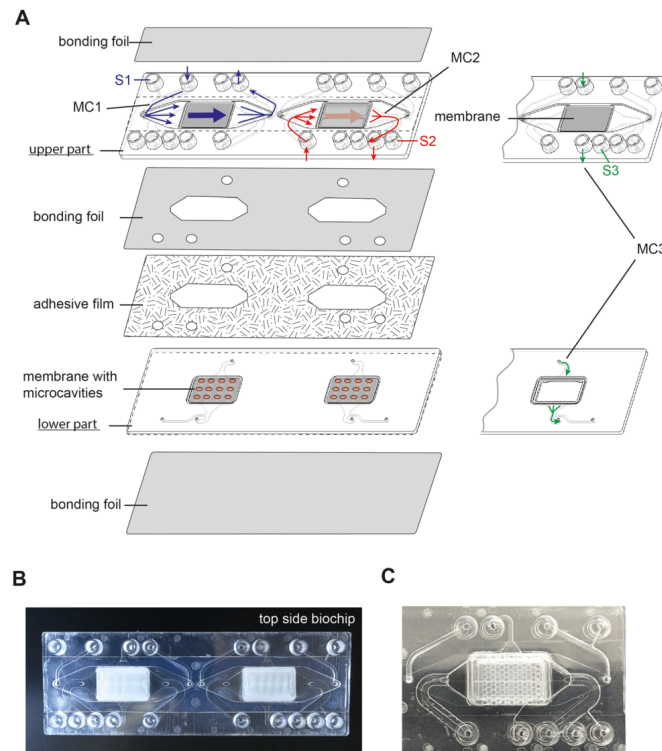 A
bonding foil
S1
MC1
MC2
upper part
S2
membrane
S3
bonding foil
MC3
adhesive film
membrane with
microcavities
lower part
bonding foil
B
top side biochip
C